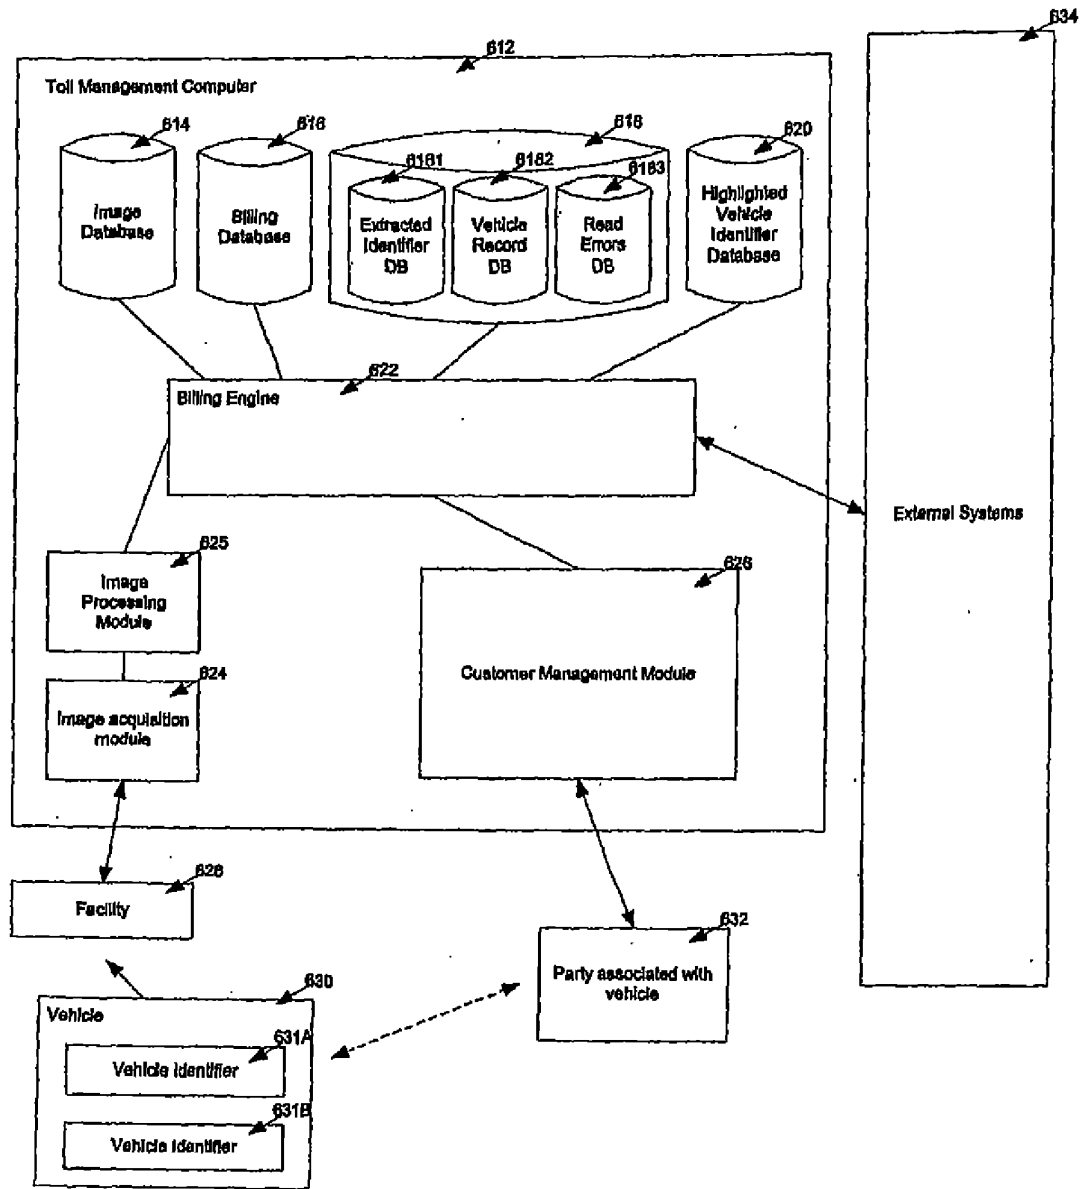 634
612
Toll Management Computer
614
616
618
620
6181
6182
6183
Image
Database
Billing
Database
Extracted
Identifier
DB
Vehicle
Record
DB
Read
Errors
DB
Highlighted
Vehicle
Identifier
Database
622
Billing Engine
External Systems
625
Image
Processing
Module
626
Customer Management Module
624
Image acquisition
module
628
Facility
632
Party associated with
vehicle
630
Vehicle
631A
Vehicle Identifier
631B
Vehicle Identifier